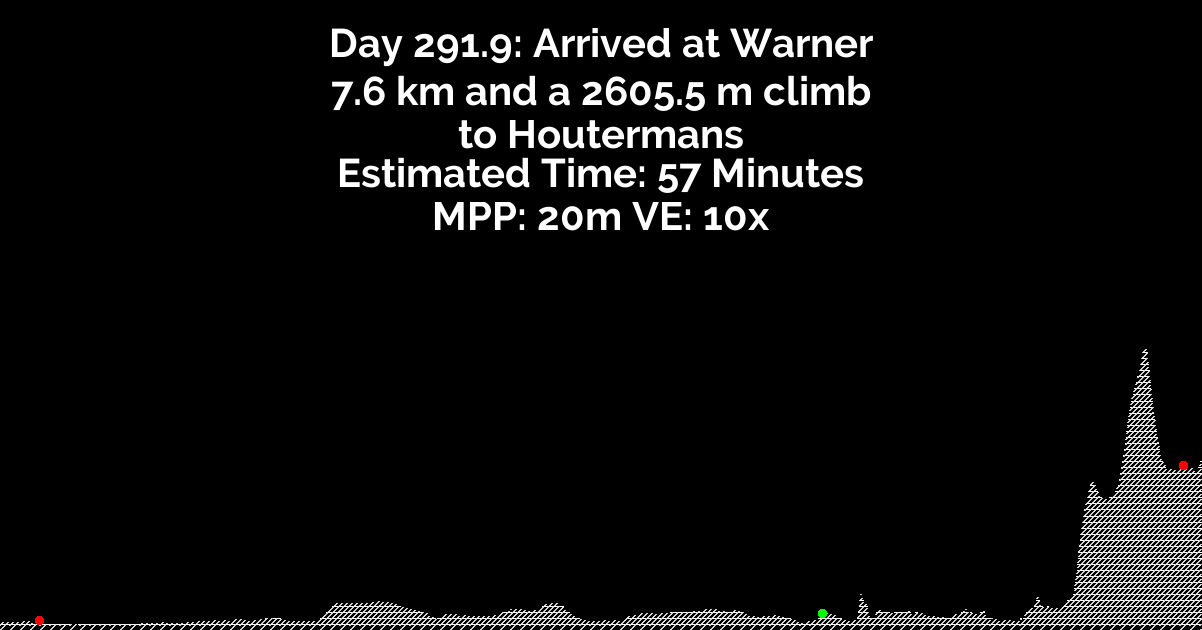 Day 291.9: Arrived at Warner
7.6 km and a 2605.5 m climb
to Houtermans
Estimated Time: 57 Minutes
MPP: 20m VE: 10x